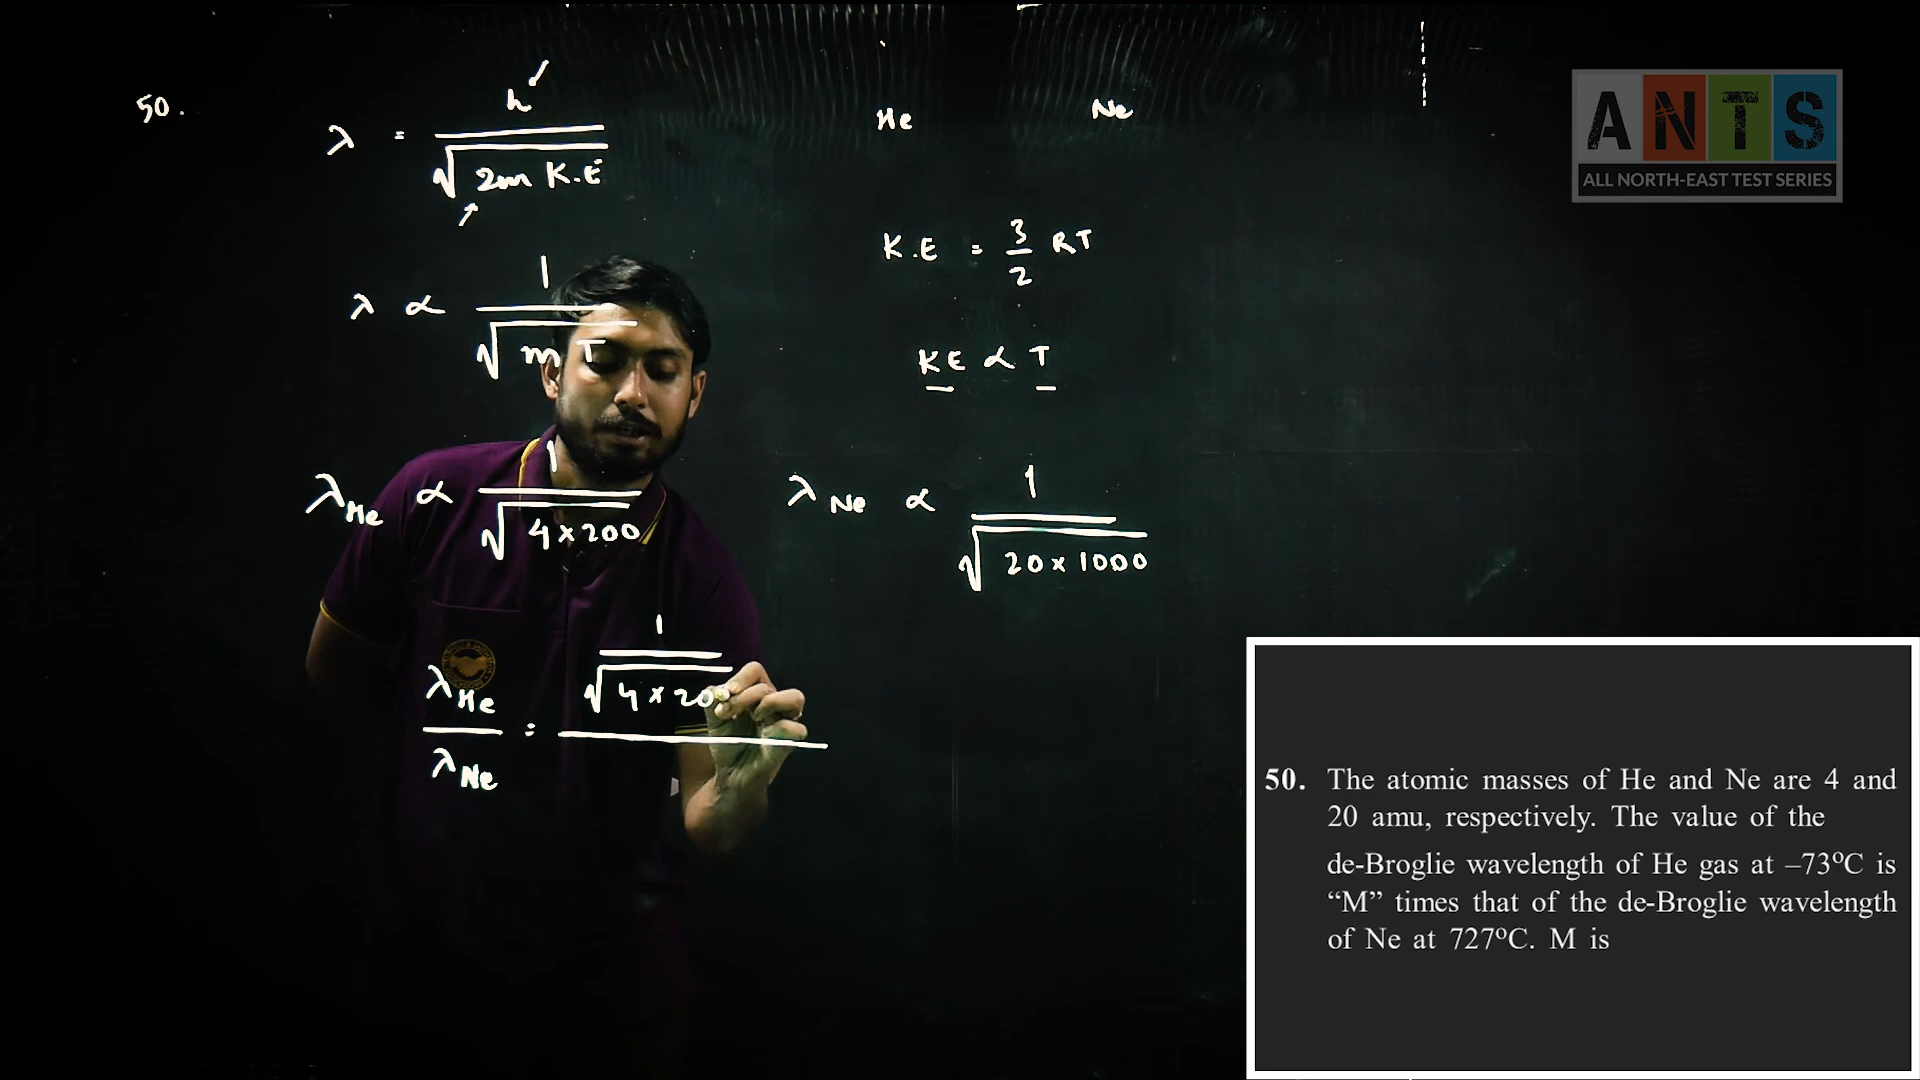 50.
λ = h / √(2m K.E)
He
Ne
K.E = 3/2 RT
λ ∝ 1 / √(m T)
KE ∝ T
λHe ∝ 1 / √(4 × 200)
λNe ∝ 1 / √(20 × 1000)
λHe / λNe = 1 / √(4 × 20
ANTS
ALL NORTH-EAST TEST SERIES
50. The atomic masses of He and Ne are 4 and
20 amu, respectively. The value of the
de-Broglie wavelength of He gas at –73ºC is
“M” times that of the de-Broglie wavelength
of Ne at 727ºC. M is